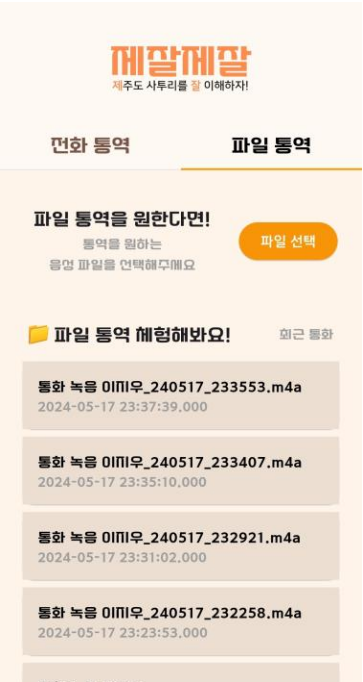 제잘제잘
제주도 사투리를 잘 이해하자!
전화 통역
파일 통역
파일 통역을 원한다면!
통역을 원하는
음성 파일을 선택해주세요
파일 선택
파일 통역 체험해봐요!
최근 통화
통화 녹음 이지우_240517_233553.m4a
2024-05-17 23:37:39.000
통화 녹음 이지우_240517_233407.m4a
2024-05-17 23:35:10.000
통화 녹음 이지우_240517_232921.m4a
2024-05-17 23:31:02.000
통화 녹음 이지우_240517_232258.m4a
2024-05-17 23:23:53.000